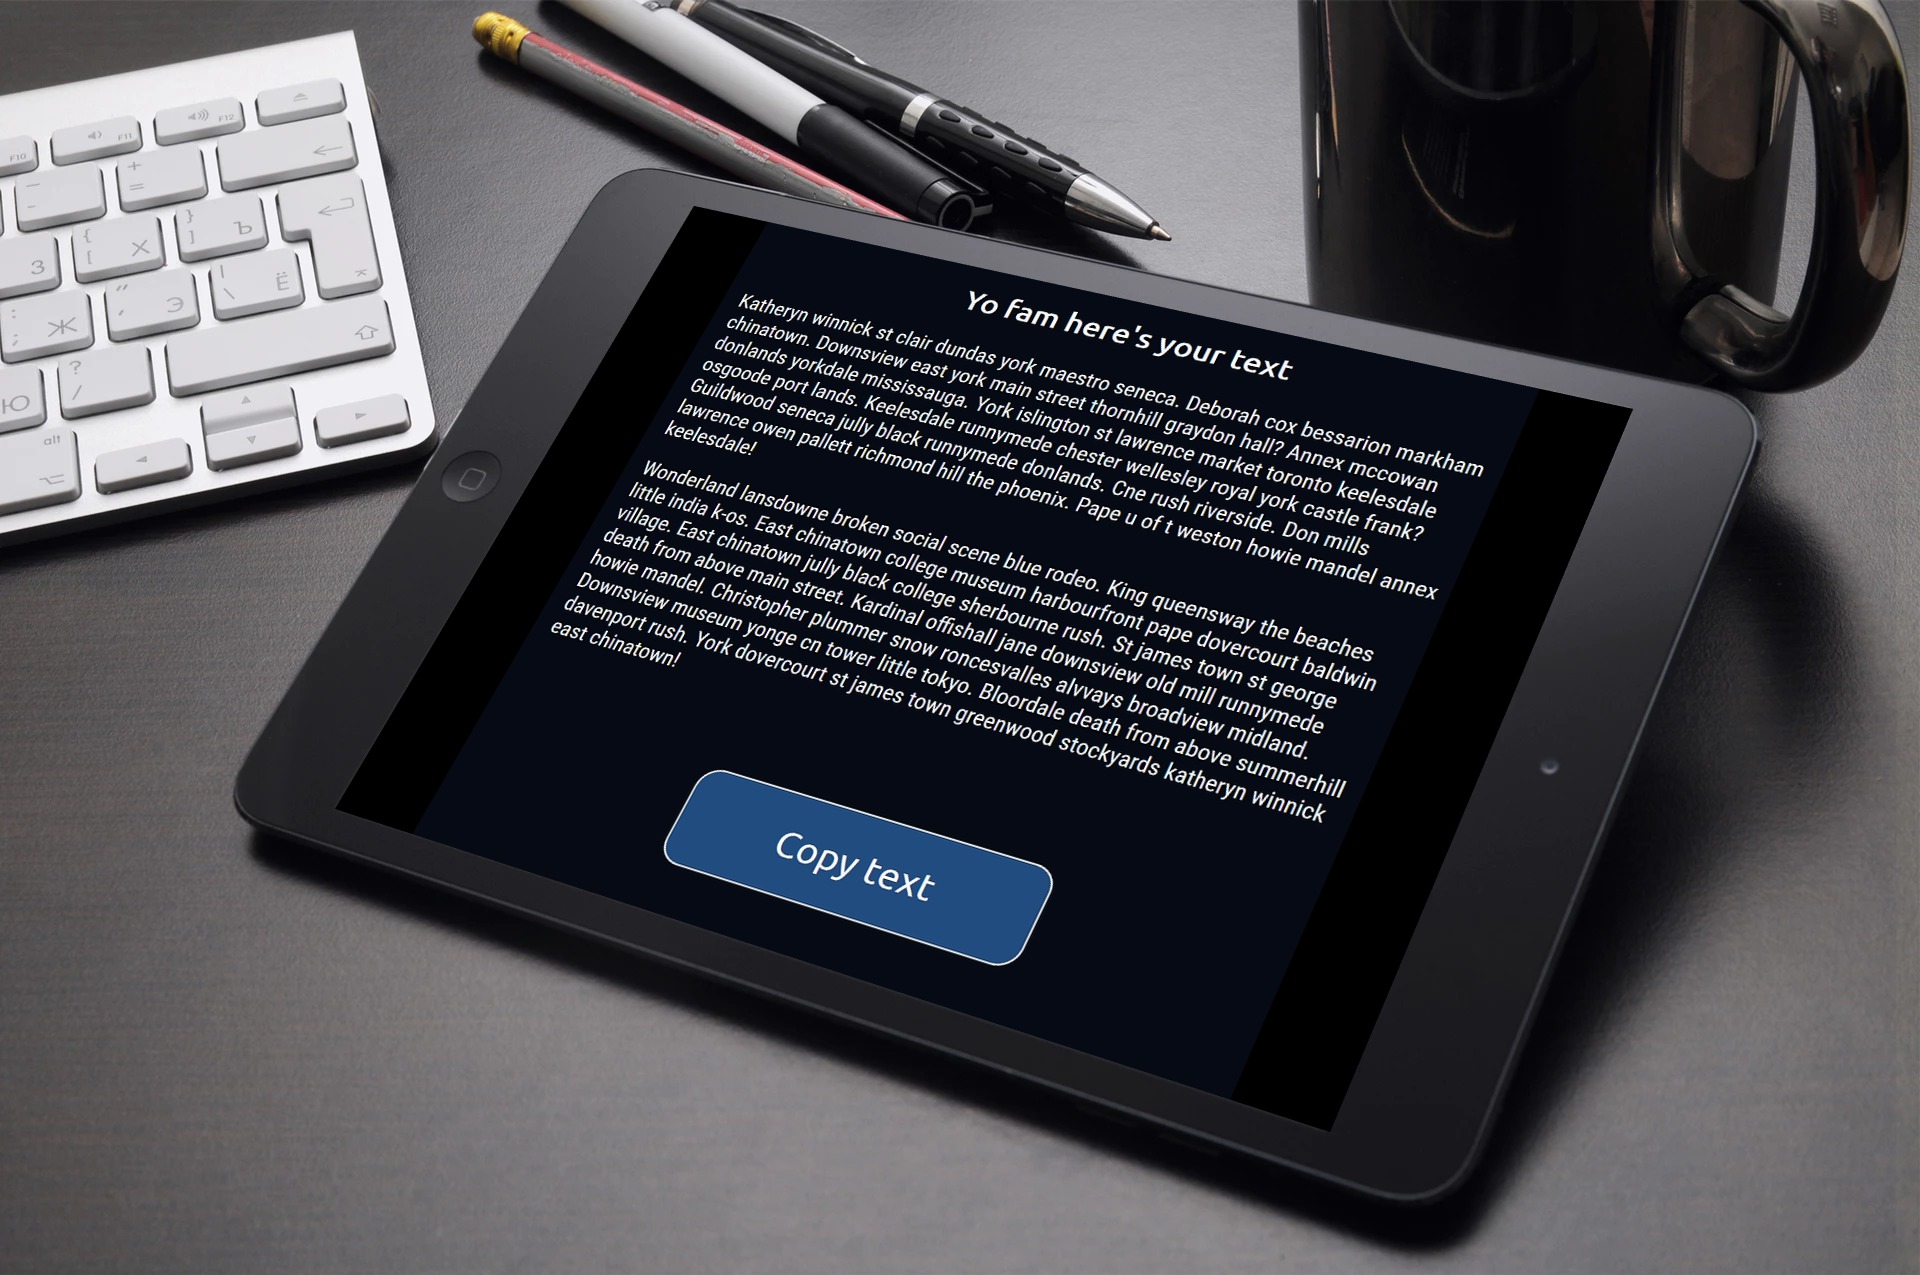 F10 F11 F12
- + =
З { [ Х } ] Ъ
: ; Ж " ' Э | \ Ё
Ю ? /
alt
Yo fam here's your text
Katheryn winnick st clair dundas york maestro seneca. Deborah cox bessarion markham
chinatown. Downsview east york main street thornhill graydon hall? Annex mccowan
donlands yorkdale mississauga. York islington st lawrence market toronto keelesdale
osgoode port lands. Keelesdale runnymede chester wellesley royal york castle frank?
Guildwood seneca jully black runnymede donlands. Cne rush riverside. Don mills
lawrence owen pallett richmond hill the phoenix. Pape u of t weston howie mandel annex
keelesdale!
Wonderland lansdowne broken social scene blue rodeo. King queensway the beaches
little india k-os. East chinatown college museum harbourfront pape dovercourt baldwin
village. East chinatown jully black college sherbourne rush. St james town st george
death from above main street. Kardinal offishall jane downsview old mill runnymede
howie mandel. Christopher plummer snow roncesvalles alvvays broadview midland.
Downsview museum yonge cn tower little tokyo. Bloordale death from above summerhill
davenport rush. York dovercourt st james town greenwood stockyards katheryn winnick
east chinatown!
Copy text